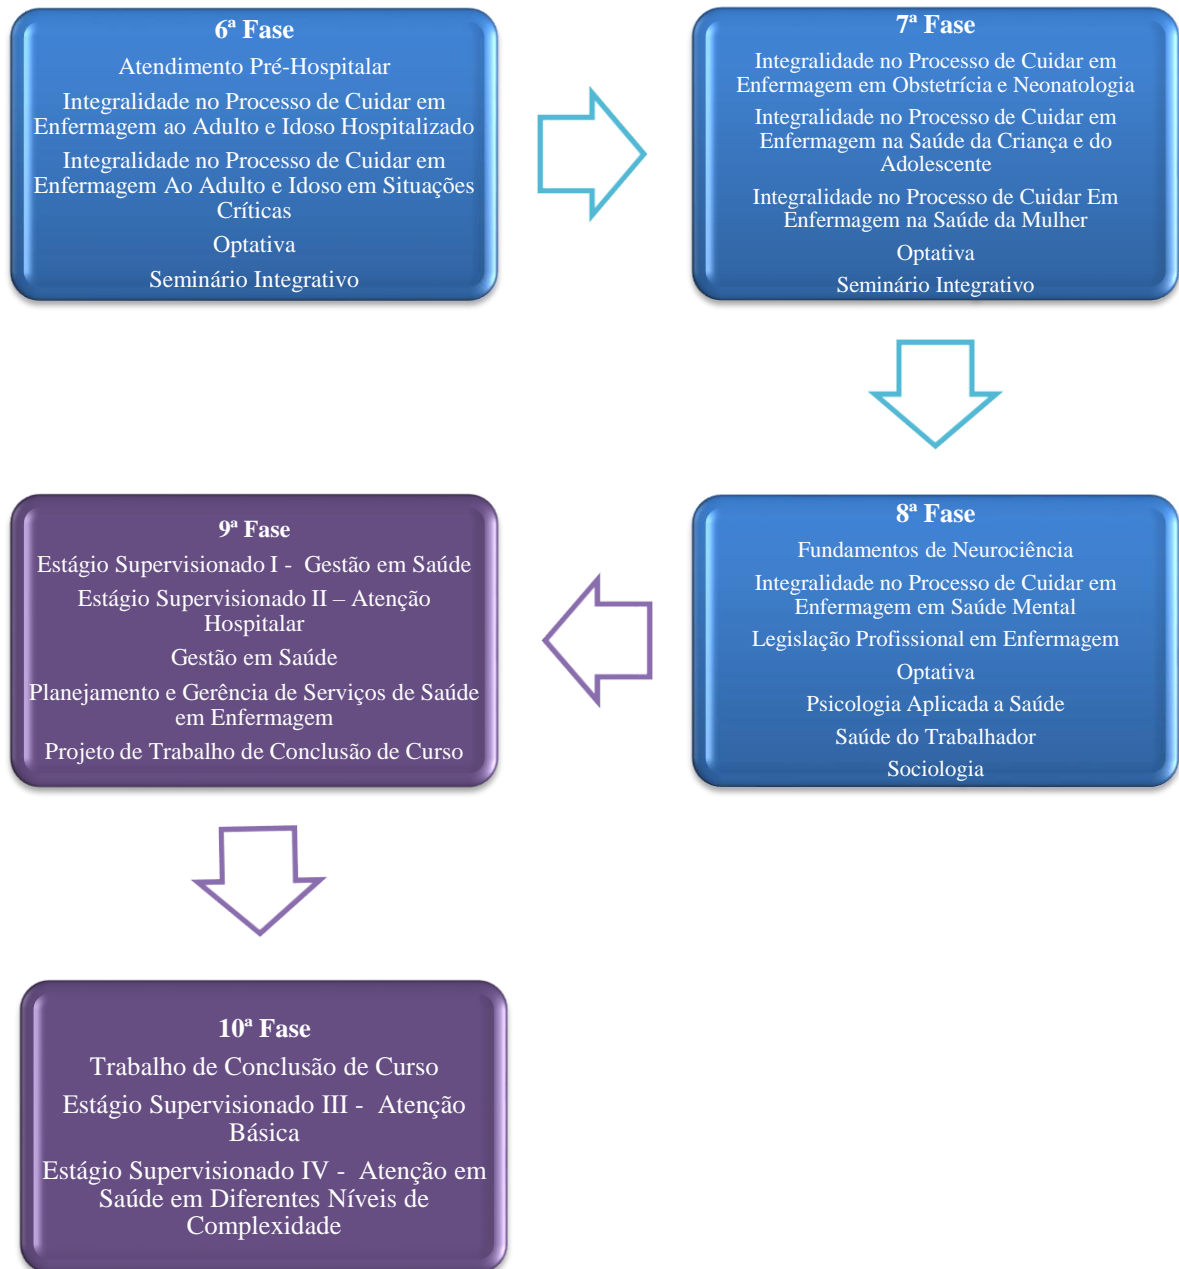 6ª Fase
Atendimento Pré-Hospitalar
Integralidade no Processo de Cuidar em
Enfermagem ao Adulto e Idoso Hospitalizado
Integralidade no Processo de Cuidar em
Enfermagem Ao Adulto e Idoso em Situações
Críticas
Optativa
Seminário Integrativo
7ª Fase
Integralidade no Processo de Cuidar em
Enfermagem em Obstetrícia e Neonatologia
Integralidade no Processo de Cuidar em
Enfermagem na Saúde da Criança e do
Adolescente
Integralidade no Processo de Cuidar Em
Enfermagem na Saúde da Mulher
Optativa
Seminário Integrativo
8ª Fase
Fundamentos de Neurociência
Integralidade no Processo de Cuidar em
Enfermagem em Saúde Mental
Legislação Profissional em Enfermagem
Optativa
Psicologia Aplicada a Saúde
Saúde do Trabalhador
Sociologia
9ª Fase
Estágio Supervisionado I - Gestão em Saúde
Estágio Supervisionado II – Atenção
Hospitalar
Gestão em Saúde
Planejamento e Gerência de Serviços de Saúde
em Enfermagem
Projeto de Trabalho de Conclusão de Curso
10ª Fase
Trabalho de Conclusão de Curso
Estágio Supervisionado III - Atenção
Básica
Estágio Supervisionado IV - Atenção em
Saúde em Diferentes Níveis de
Complexidade